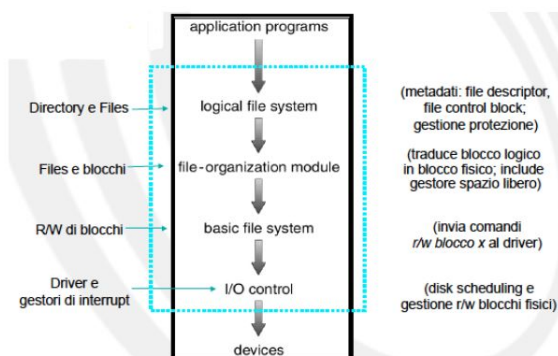 application programs
Directory e Files
logical file system
(metadati: file descriptor,
file control block;
gestione protezione)
Files e blocchi
file-organization module
(traduce blocco logico
in blocco fisico; include
gestore spazio libero)
R/W di blocchi
basic file system
(invia comandi
r/w blocco x al driver)
Driver e
gestori di interrupt
I/O control
(disk scheduling e
gestione r/w blocchi fisici)
devices